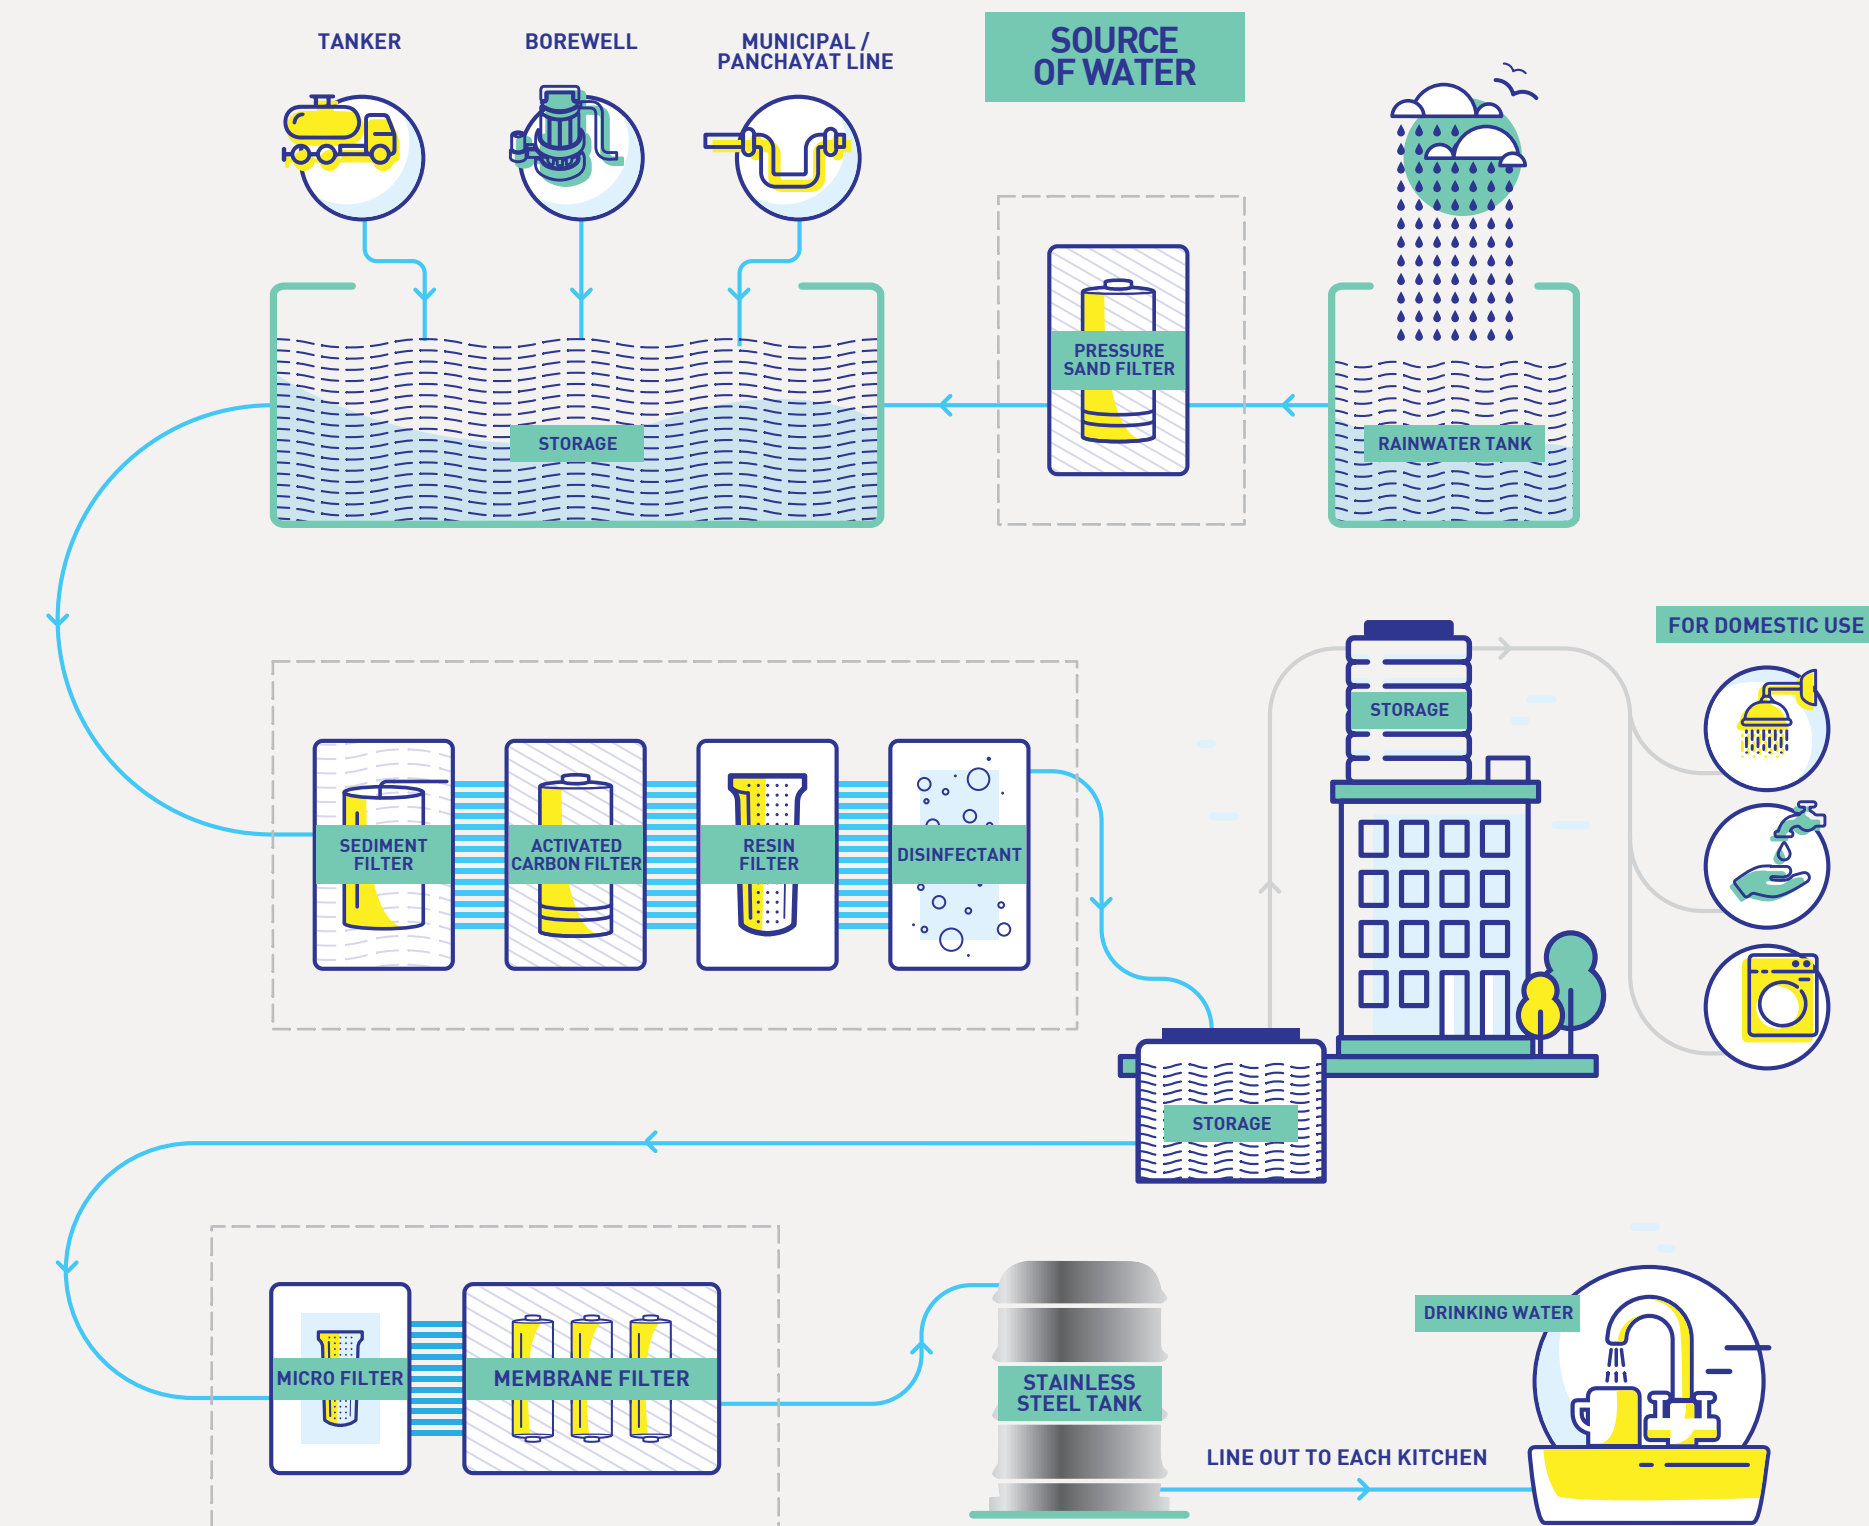 TANKER
BOREWELL
MUNICIPAL /
PANCHAYAT LINE
SOURCE
OF WATER
PRESSURE
SAND FILTER
STORAGE
RAINWATER TANK
FOR DOMESTIC USE
STORAGE
SEDIMENT
FILTER
ACTIVATED
CARBON FILTER
RESIN
FILTER
DISINFECTANT
STORAGE
MICRO FILTER
MEMBRANE FILTER
STAINLESS
STEEL TANK
DRINKING WATER
LINE OUT TO EACH KITCHEN